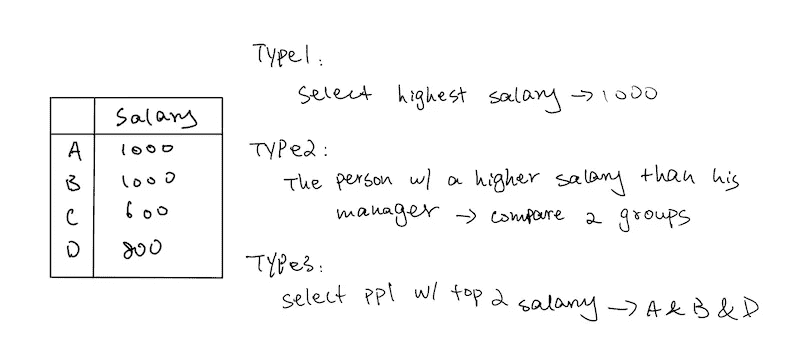 Salary
A 1000
B 1000
C 600
D 800
Type1:
Select highest salary → 1000
Type2:
The person w/ a higher salary than his
manager → compare 2 groups
Type3:
Select ppl w/ top 2 salary → A & B & D